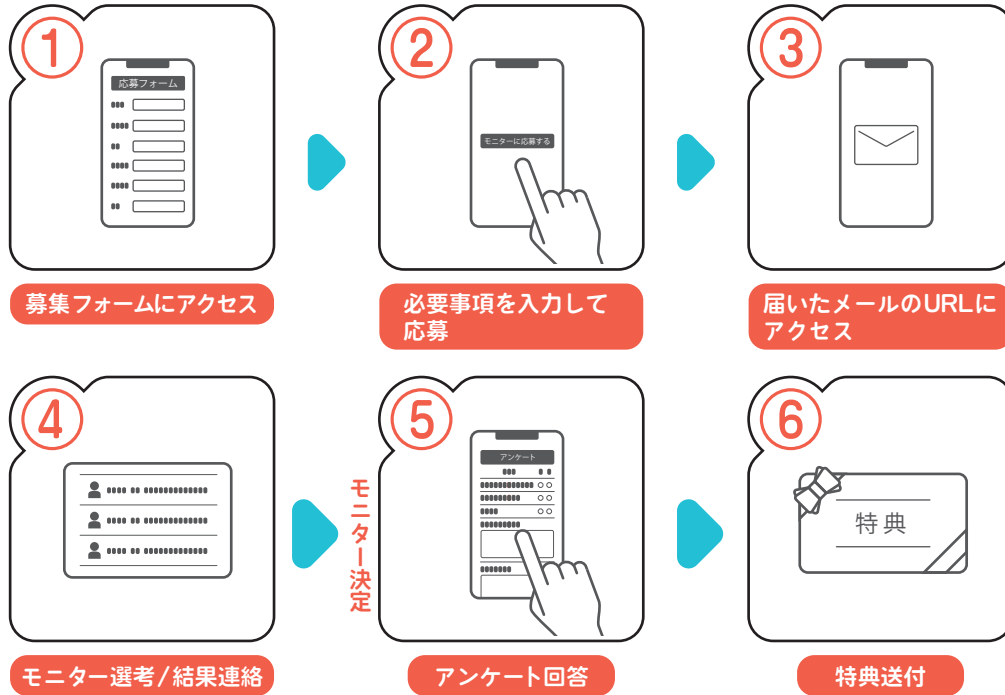 ①
応募フォーム
募集フォームにアクセス
②
モニターに応募する
必要事項を入力して
応募
③
届いたメールのURLに
アクセス
④
モニター選考/結果連絡
モニター決定
⑤
アンケート
アンケート回答
⑥
特典
特典送付